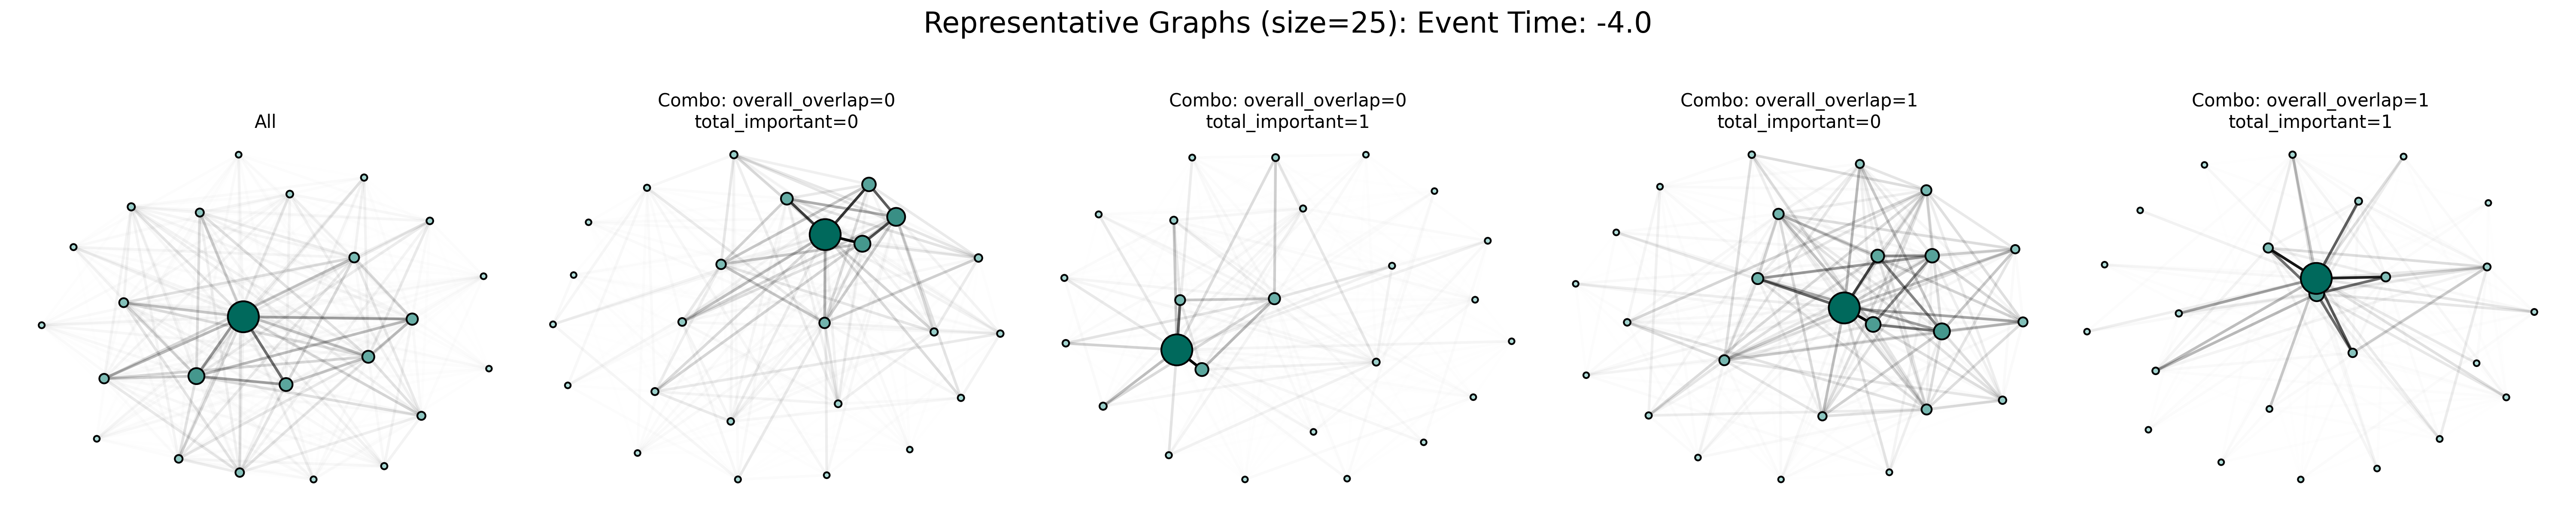 Representative Graphs (size=25): Event Time: -4.0
All
Combo: overall_overlap=0
total_important=0
Combo: overall_overlap=0
total_important=1
Combo: overall_overlap=1
total_important=0
Combo: overall_overlap=1
total_important=1